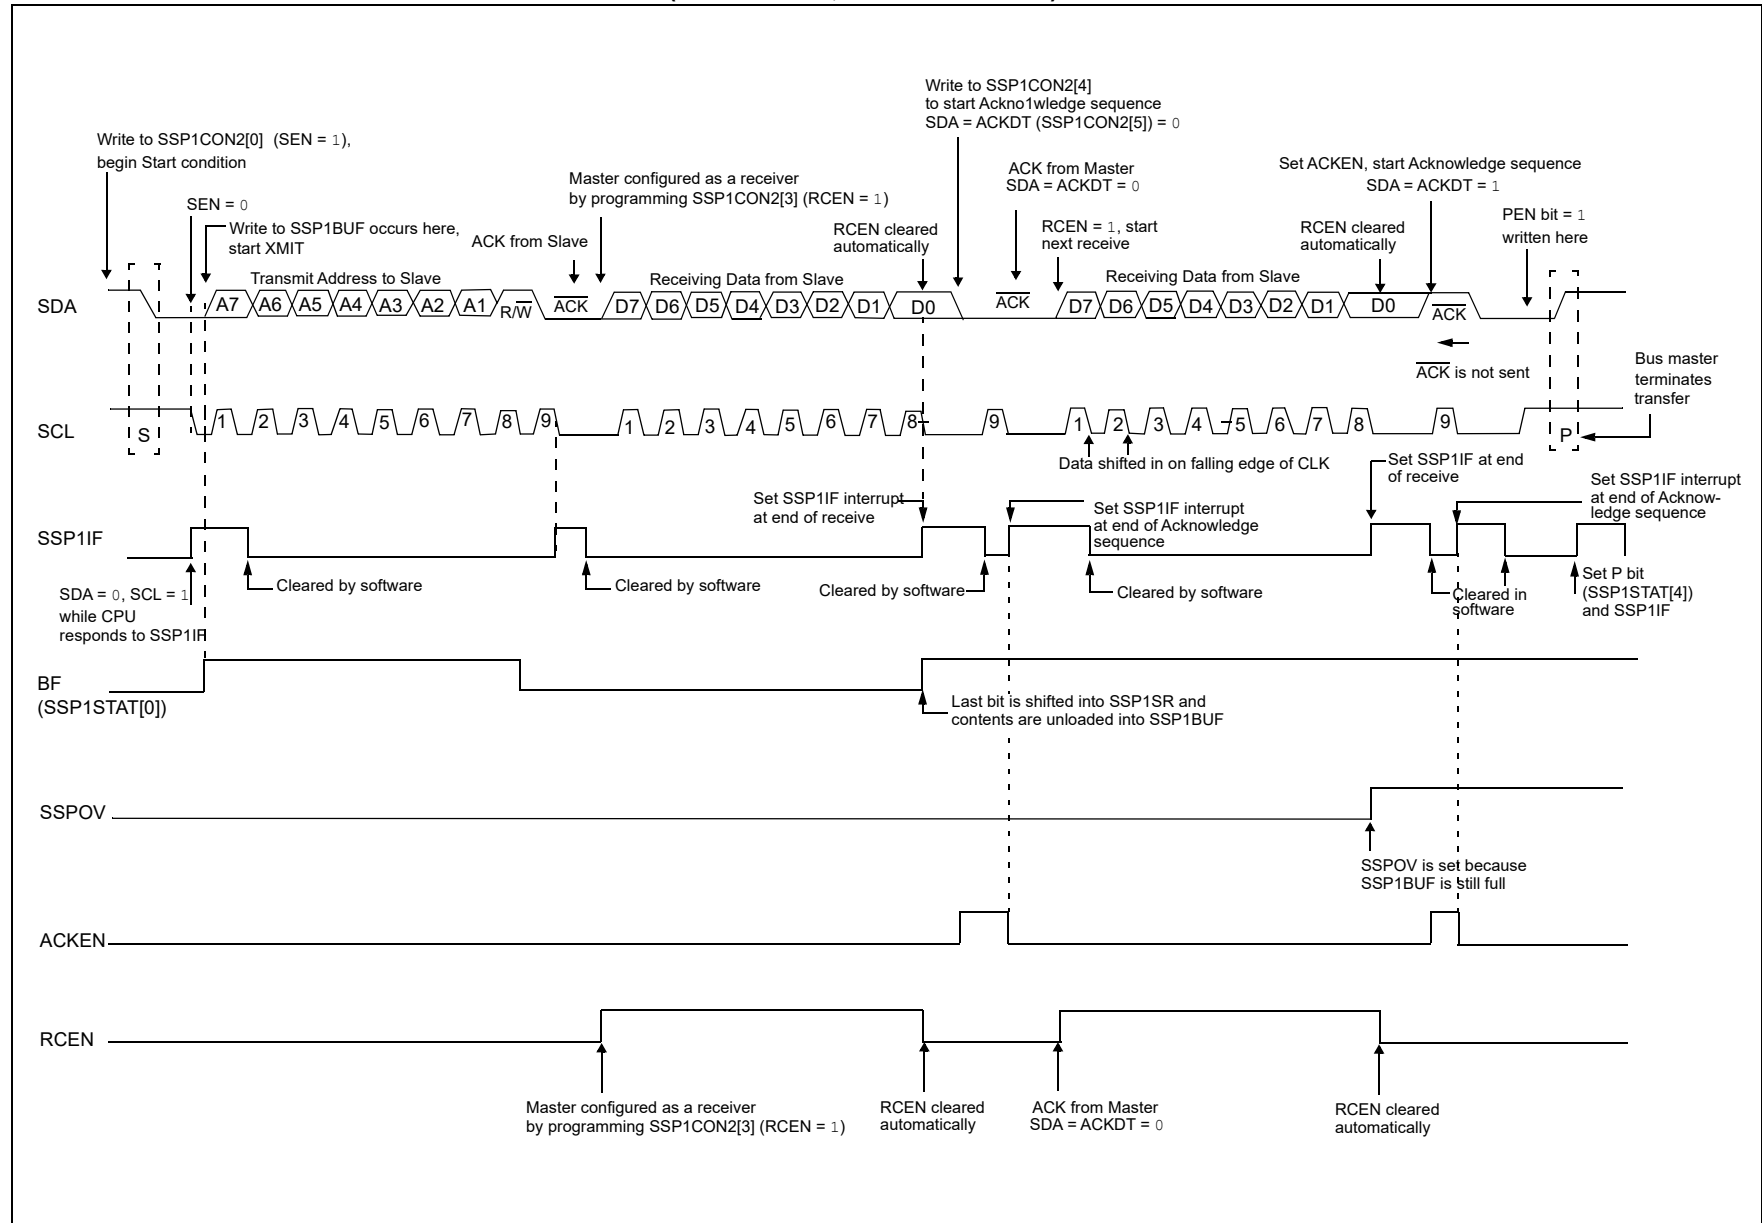 Write to SSP1CON2[4]
to start Ackno1wledge sequence
SDA = ACKDT (SSP1CON2[5]) = 0
Write to SSP1CON2[0] (SEN = 1),
begin Start condition
SEN = 0
Write to SSP1BUF occurs here,
start XMIT
ACK from Slave
Master configured as a receiver
by programming SSP1CON2[3] (RCEN = 1)
RCEN cleared
automatically
ACK from Master
SDA = ACKDT = 0
RCEN = 1, start
next receive
Set ACKEN, start Acknowledge sequence
SDA = ACKDT = 1
RCEN cleared
automatically
PEN bit = 1
written here
Transmit Address to Slave
Receiving Data from Slave
Receiving Data from Slave
SDA
A7 A6 A5 A4 A3 A2 A1 R/W ACK D7 D6 D5 D4 D3 D2 D1 D0 ACK D7 D6 D5 D4 D3 D2 D1 D0 ACK
ACK is not sent
Bus master
terminates
transfer
SCL
S 1 2 3 4 5 6 7 8 9 1 2 3 4 5 6 7 8 9 1 2 3 4 5 6 7 8 9 P
Data shifted in on falling edge of CLK
Set SSP1IF interrupt
at end of receive
Set SSP1IF interrupt
at end of Acknowledge
sequence
Set SSP1IF at end
of receive
Set SSP1IF interrupt
at end of Acknow-
ledge sequence
SSP1IF
SDA = 0, SCL = 1
while CPU
responds to SSP1IF
Cleared by software
Cleared by software
Cleared by software
Cleared by software
Cleared in
software
Set P bit
(SSP1STAT[4])
and SSP1IF
BF
(SSP1STAT[0])
Last bit is shifted into SSP1SR and
contents are unloaded into SSP1BUF
SSPOV
SSPOV is set because
SSP1BUF is still full
ACKEN
RCEN
Master configured as a receiver
by programming SSP1CON2[3] (RCEN = 1)
RCEN cleared
automatically
ACK from Master
SDA = ACKDT = 0
RCEN cleared
automatically